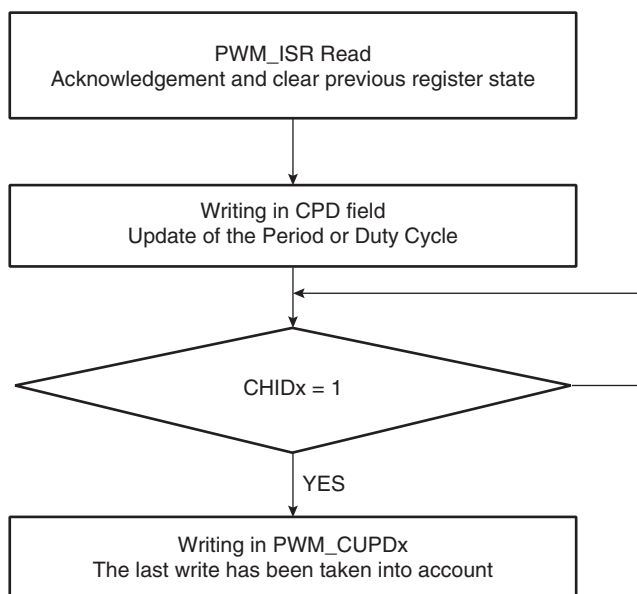 PWM_ISR Read
Acknowledgement and clear previous register state
Writing in CPD field
Update of the Period or Duty Cycle
CHIDx = 1
YES
Writing in PWM_CUPDx
The last write has been taken into account